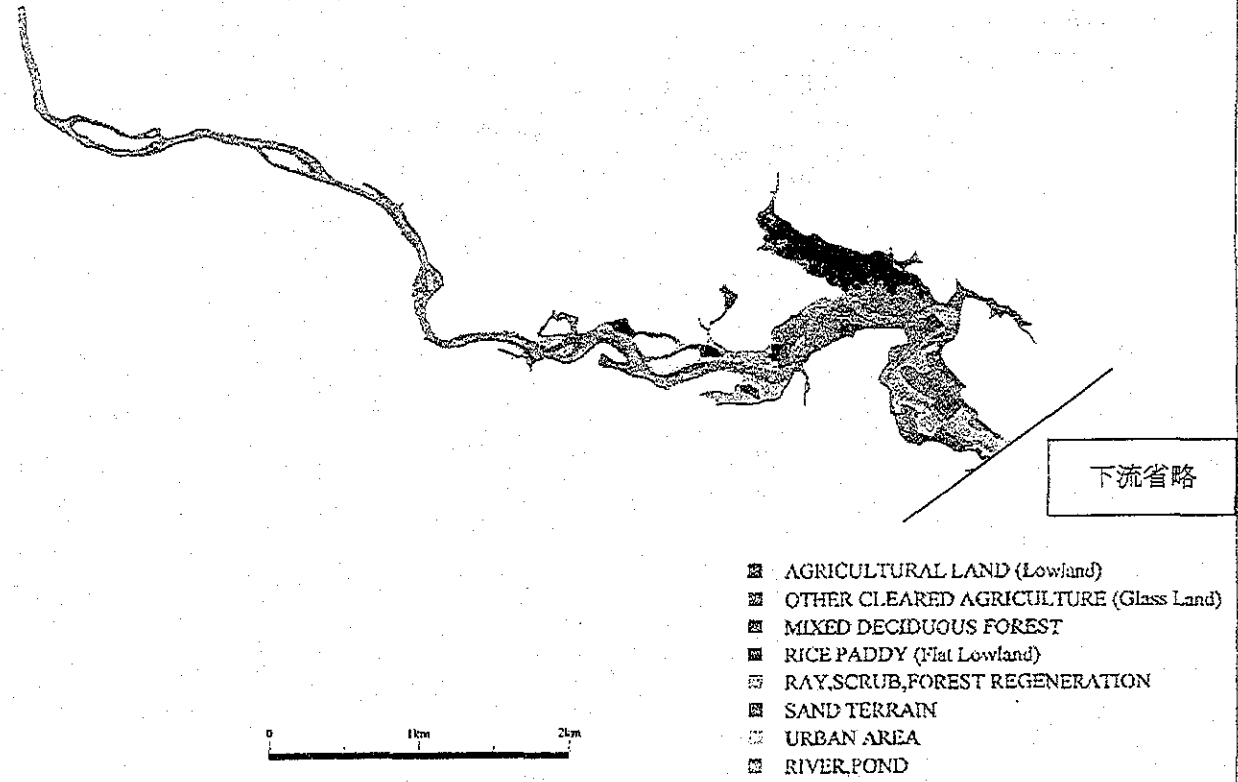 下流省略
AGRICULTURAL LAND (Lowland)
OTHER CLEARED AGRICULTURE (Glass Land)
MIXED DECIDUOUS FOREST
RICE PADDY (Flat Lowland)
RAY,SCRUB,FOREST REGENERATION
SAND TERRAIN
URBAN AREA
RIVER,POND
0 1km 2km